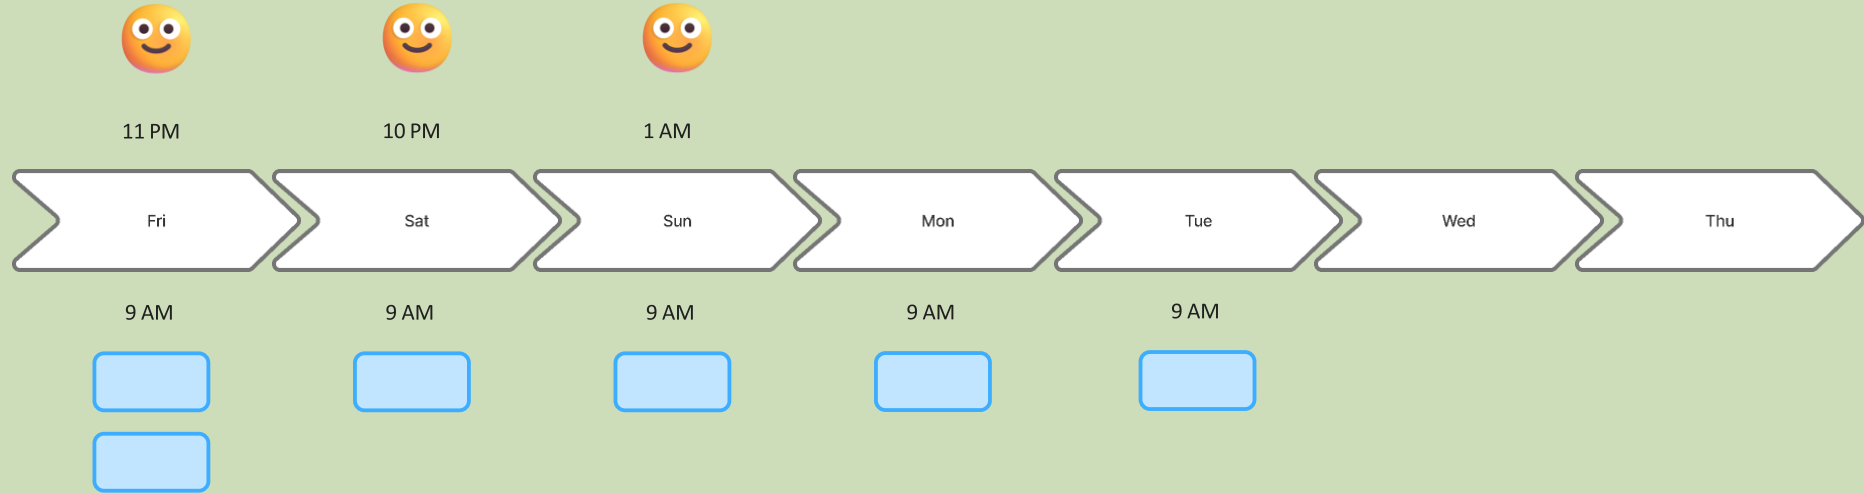 11 PM
10 PM
1 AM
Fri
Sat
Sun
Mon
Tue
Wed
Thu
9 AM
9 AM
9 AM
9 AM
9 AM